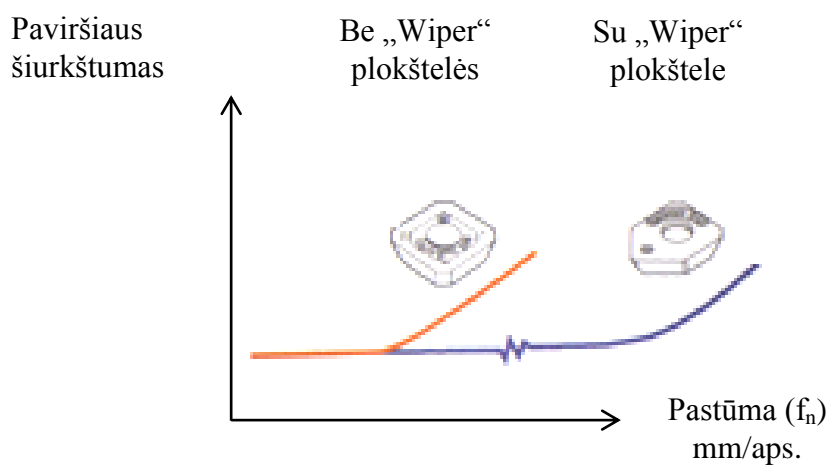 Paviršiaus
šiurkštumas
Be „Wiper“
plokštelės
Su „Wiper“
plokštele
Pastūma (fₙ)
mm/aps.